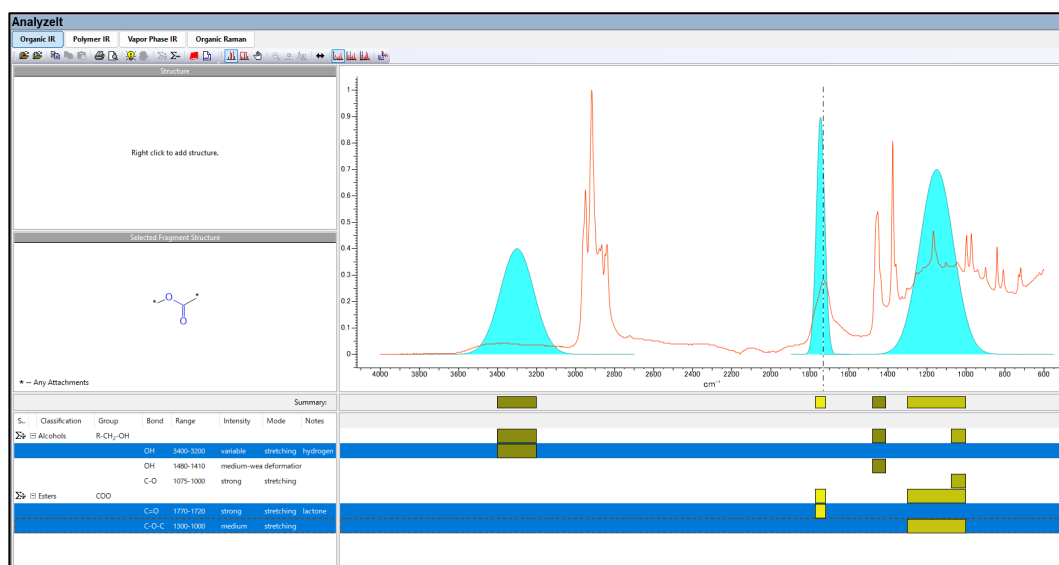 AnalyzeIt
Organic IR Polymer IR Vapor Phase IR Organic Raman
Structure
Right click to add structure.
Selected Fragment Structure
* O *
O
* – Any Attachments
1
0.9
0.8
0.7
0.6
0.5
0.4
0.3
0.2
0.1
0
4000 3800 3600 3400 3200 3000 2800 2600 2400 2200 2000 1800 1600 1400 1200 1000 800 600
cm⁻¹
Summary:
S... Classification Group Bond Range Intensity Mode Notes
Alcohols R-CH₂-OH
OH 3400-3200 variable stretching hydrogen
OH 1480-1410 medium-wea deformation
C-O 1075-1000 strong stretching
Esters COO
C=O 1770-1720 strong stretching lactone
C-O-C 1300-1000 medium stretching